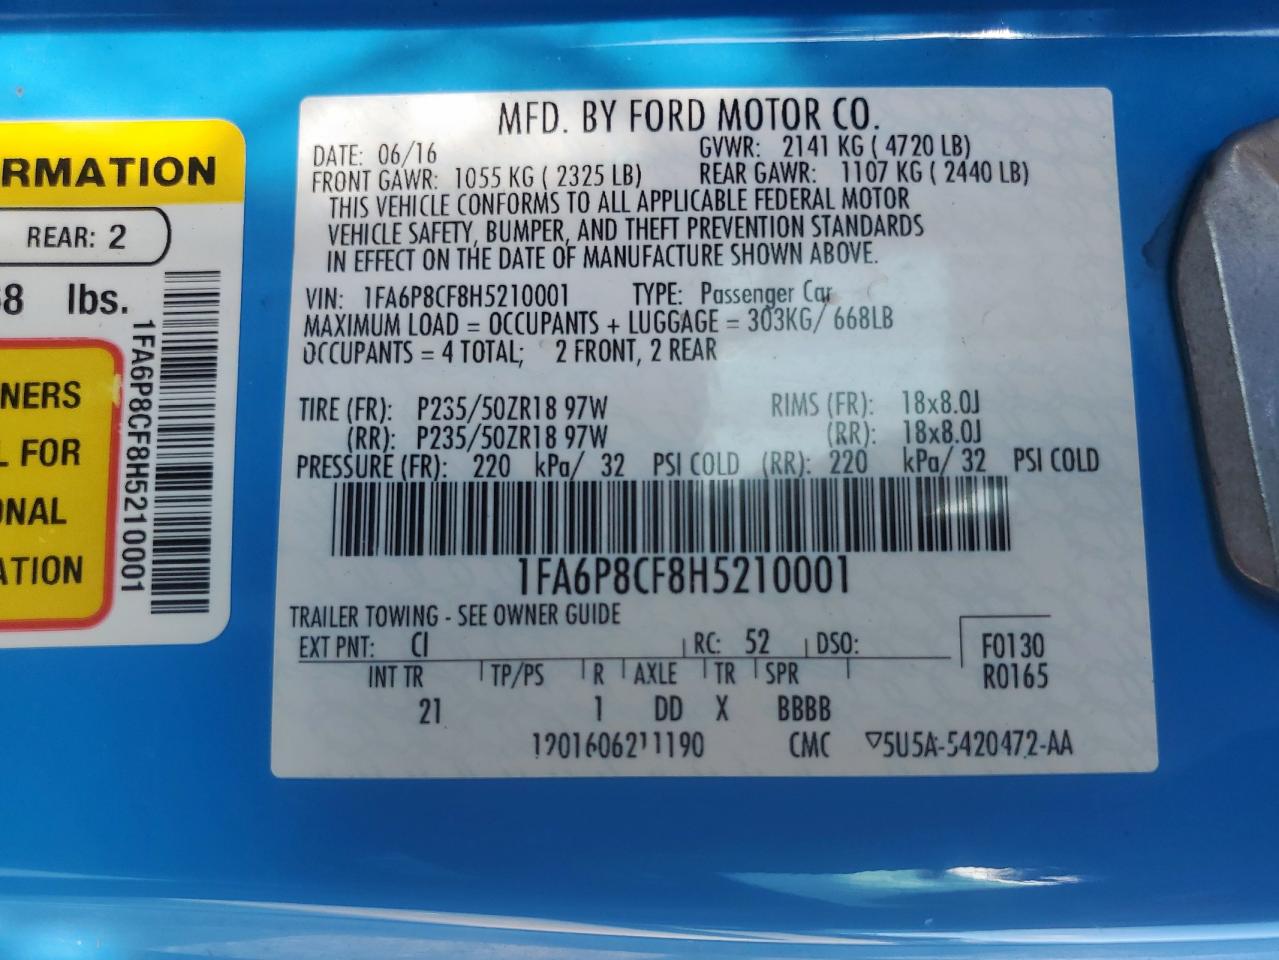 RMATION
REAR: 2
8 lbs.
NERS
L FOR
ONAL
ATION
1FA6P8CF8H5210001
MFD. BY FORD MOTOR CO.
DATE: 06/16 GVWR: 2141 KG ( 4720 LB)
FRONT GAWR: 1055 KG ( 2325 LB) REAR GAWR: 1107 KG ( 2440 LB)
THIS VEHICLE CONFORMS TO ALL APPLICABLE FEDERAL MOTOR
VEHICLE SAFETY, BUMPER, AND THEFT PREVENTION STANDARDS
IN EFFECT ON THE DATE OF MANUFACTURE SHOWN ABOVE.
VIN: 1FA6P8CF8H5210001 TYPE: Passenger Car
MAXIMUM LOAD = OCCUPANTS + LUGGAGE = 303KG/ 668LB
OCCUPANTS = 4 TOTAL; 2 FRONT, 2 REAR
TIRE (FR): P235/50ZR18 97W RIMS (FR): 18x8.0J
(RR): P235/50ZR18 97W (RR): 18x8.0J
PRESSURE (FR): 220 kPa/ 32 PSI COLD (RR): 220 kPa/ 32 PSI COLD
1FA6P8CF8H5210001
TRAILER TOWING - SEE OWNER GUIDE
EXT PNT: CI RC: 52 DSO: F0130
INT TR TP/PS R AXLE TR SPR R0165
21 1 DD X BBBB
1201606211190 CMC ▽5U5A-5420472-AA